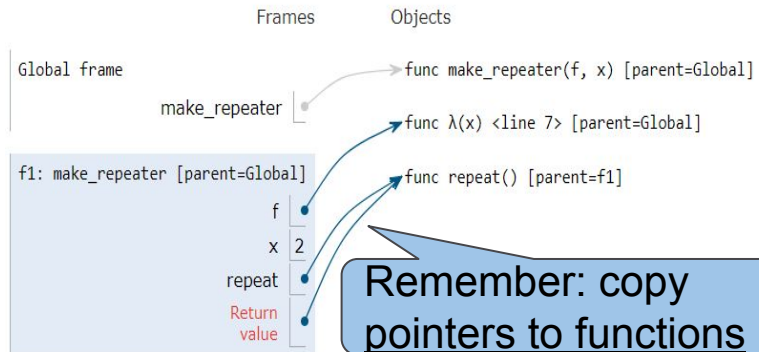 Frames Objects
Global frame
make_repeater
func make_repeater(f, x) [parent=Global]
func λ(x) <line 7> [parent=Global]
func repeat() [parent=f1]
f1: make_repeater [parent=Global]
f
x 2
repeat
Return
value
Remember: copy
pointers to functions